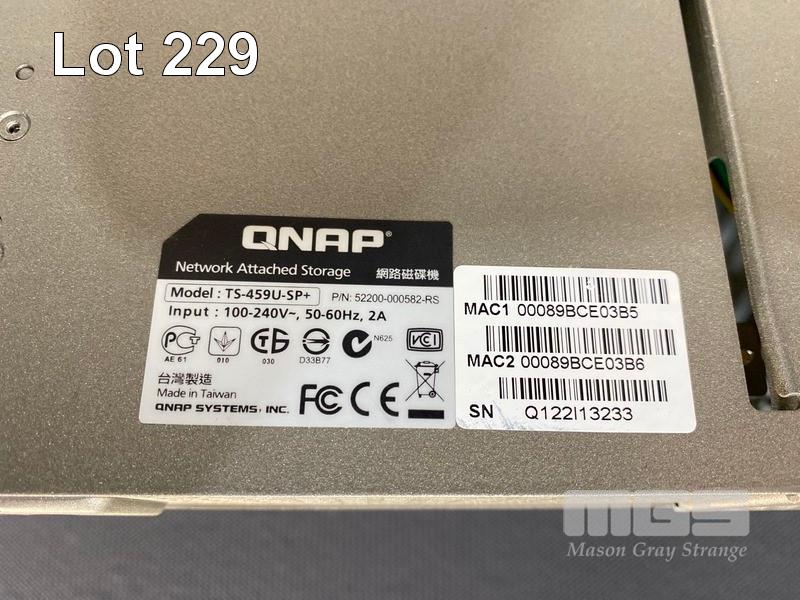 Lot 229
QNAP®
Network Attached Storage 網路磁碟機
Model : TS-459U-SP+ P/N: 52200-000582-RS
Input : 100-240V~, 50-60Hz, 2A
AE 61 010 030 D33B77 N625 VCI
台灣製造
Made in Taiwan
QNAP SYSTEMS, INC. FC CE
MAC1 00089BCE03B5
MAC2 00089BCE03B6
SN Q122I13233
MGS
Mason Gray Strange